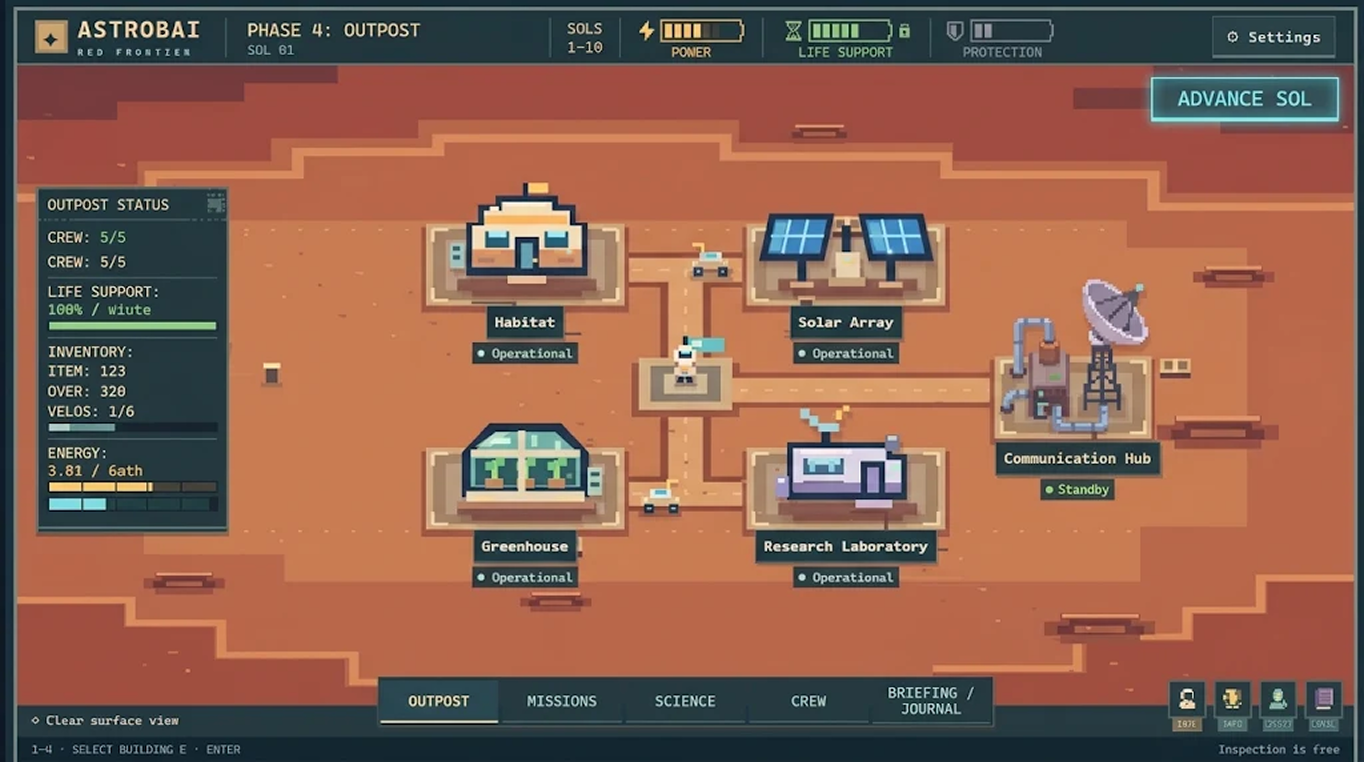 ASTROBAI
RED FRONTIER
PHASE 4: OUTPOST
SOL 01
SOLS
1-10
POWER
LIFE SUPPORT
PROTECTION
⚙ Settings
ADVANCE SOL
OUTPOST STATUS
CREW: 5/5
CREW: 5/5
LIFE SUPPORT:
100% / wiute
INVENTORY:
ITEM: 123
OVER: 320
VELOS: 1/6
ENERGY:
3.81 / 6ath
Habitat
Operational
Solar Array
Operational
Communication Hub
Standby
Greenhouse
Operational
Research Laboratory
Operational
OUTPOST
MISSIONS
SCIENCE
CREW
BRIEFING /
JOURNAL
◇ Clear surface view
1-4 · SELECT BUILDING E · ENTER
Inspection is free